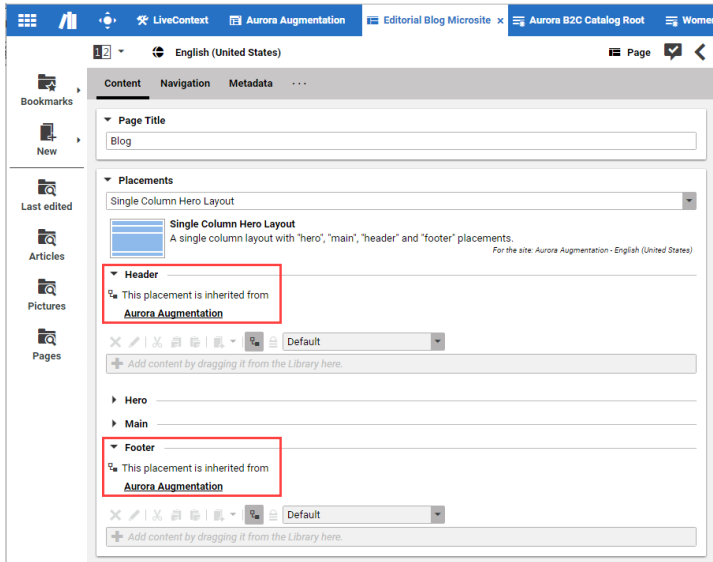 LiveContext
Aurora Augmentation
Editorial Blog Microsite ×
Aurora B2C Catalog Root
Women
1 2
English (United States)
Page
Content
Navigation
Metadata
···
Bookmarks
New
Last edited
Articles
Pictures
Pages
Page Title
Blog
Placements
Single Column Hero Layout
Single Column Hero Layout
A single column layout with "hero", "main", "header" and "footer" placements.
For the site: Aurora Augmentation - English (United States)
Header
This placement is inherited from
Aurora Augmentation
Default
Add content by dragging it from the Library here.
Hero
Main
Footer
This placement is inherited from
Aurora Augmentation
Default
Add content by dragging it from the Library here.